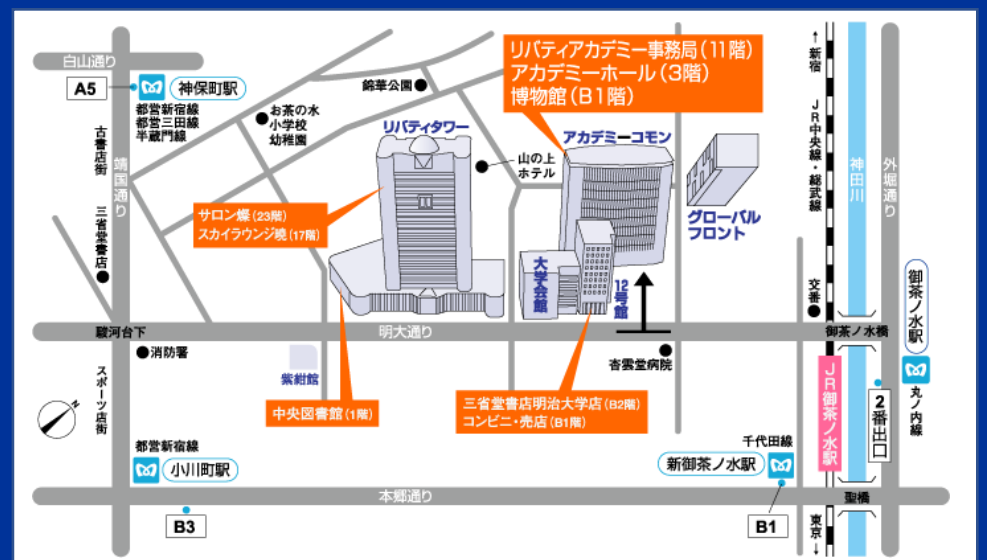 白山通り
A5
神保町駅
都営新宿線
都営三田線
半蔵門線
古書店街
靖国通り
三省堂書店
駿河台下
消防署
スポーツ店街
N
都営新宿線
小川町駅
B3
本郷通り
お茶の水
小学校
幼稚園
錦華公園
リバティタワー
山の上
ホテル
サロン燦(23階)
スカイラウンジ暁(17階)
リバティアカデミー事務局(11階)
アカデミーホール(3階)
博物館(B1階)
アカデミーコモン
グローバル
フロント
大学会館
12号館
明大通り
紫紺館
中央図書館(1階)
三省堂書店明治大学店(B2階)
コンビニ・売店(B1階)
杏雲堂病院
千代田線
新御茶ノ水駅
B1
↑新宿
JR中央線・総武線
神田川
外堀通り
交番
御茶ノ水橋
御茶ノ水駅
丸ノ内線
2番出口
JR御茶ノ水駅
聖橋
東京↓